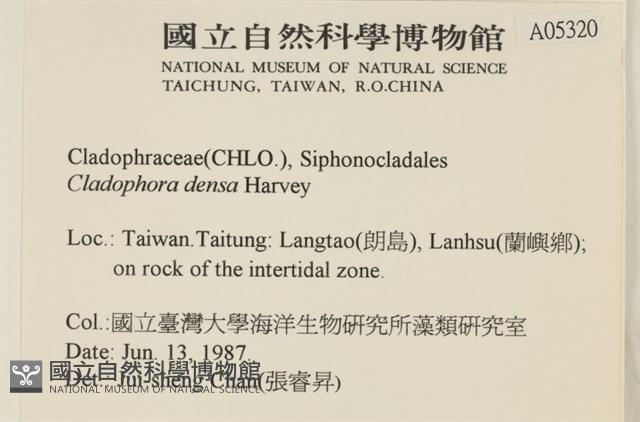 國立自然科學博物館
A05320
NATIONAL MUSEUM OF NATURAL SCIENCE
TAICHUNG, TAIWAN, R.O.CHINA
Cladophraceae(CHLO.), Siphonocladales
Cladophora densa Harvey
Loc.: Taiwan.Taitung: Langtao(朗島), Lanhsu(蘭嶼鄉);
on rock of the intertidal zone.
Col.:國立臺灣大學海洋生物研究所藻類研究室
Date: Jun. 13, 1987.
Det.: Jui-sheng Chan(張睿昇)
國立自然科學博物館
NATIONAL MUSEUM OF NATURAL SCIENCE